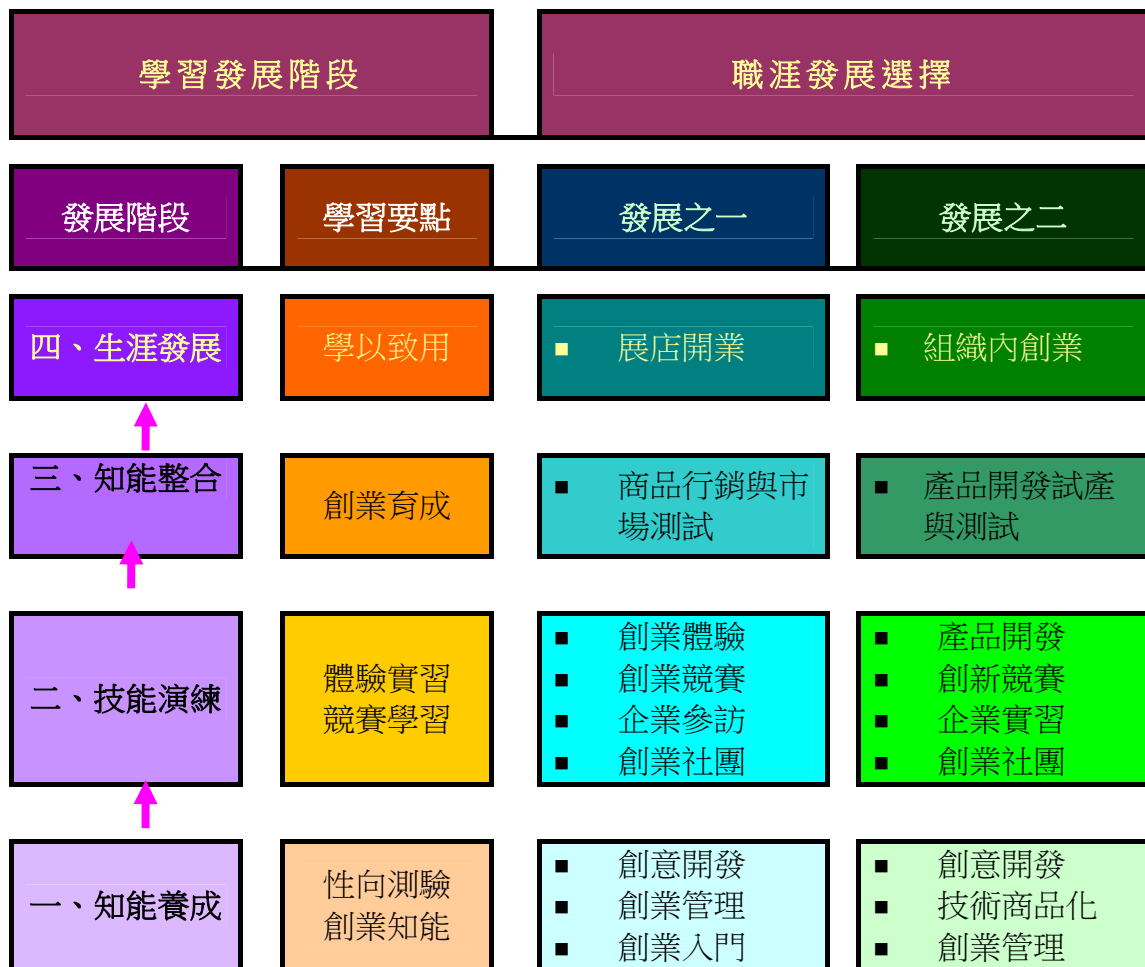 學習發展階段
職涯發展選擇
發展階段
學習要點
發展之一
發展之二
四、生涯發展
學以致用
■ 展店開業
■ 組織內創業
三、知能整合
創業育成
■ 商品行銷與市
場測試
■ 產品開發試產
與測試
二、技能演練
體驗實習
競賽學習
■ 創業體驗
■ 創業競賽
■ 企業參訪
■ 創業社團
■ 產品開發
■ 創新競賽
■ 企業實習
■ 創業社團
一、知能養成
性向測驗
創業知能
■ 創意開發
■ 創業管理
■ 創業入門
■ 創意開發
■ 技術商品化
■ 創業管理